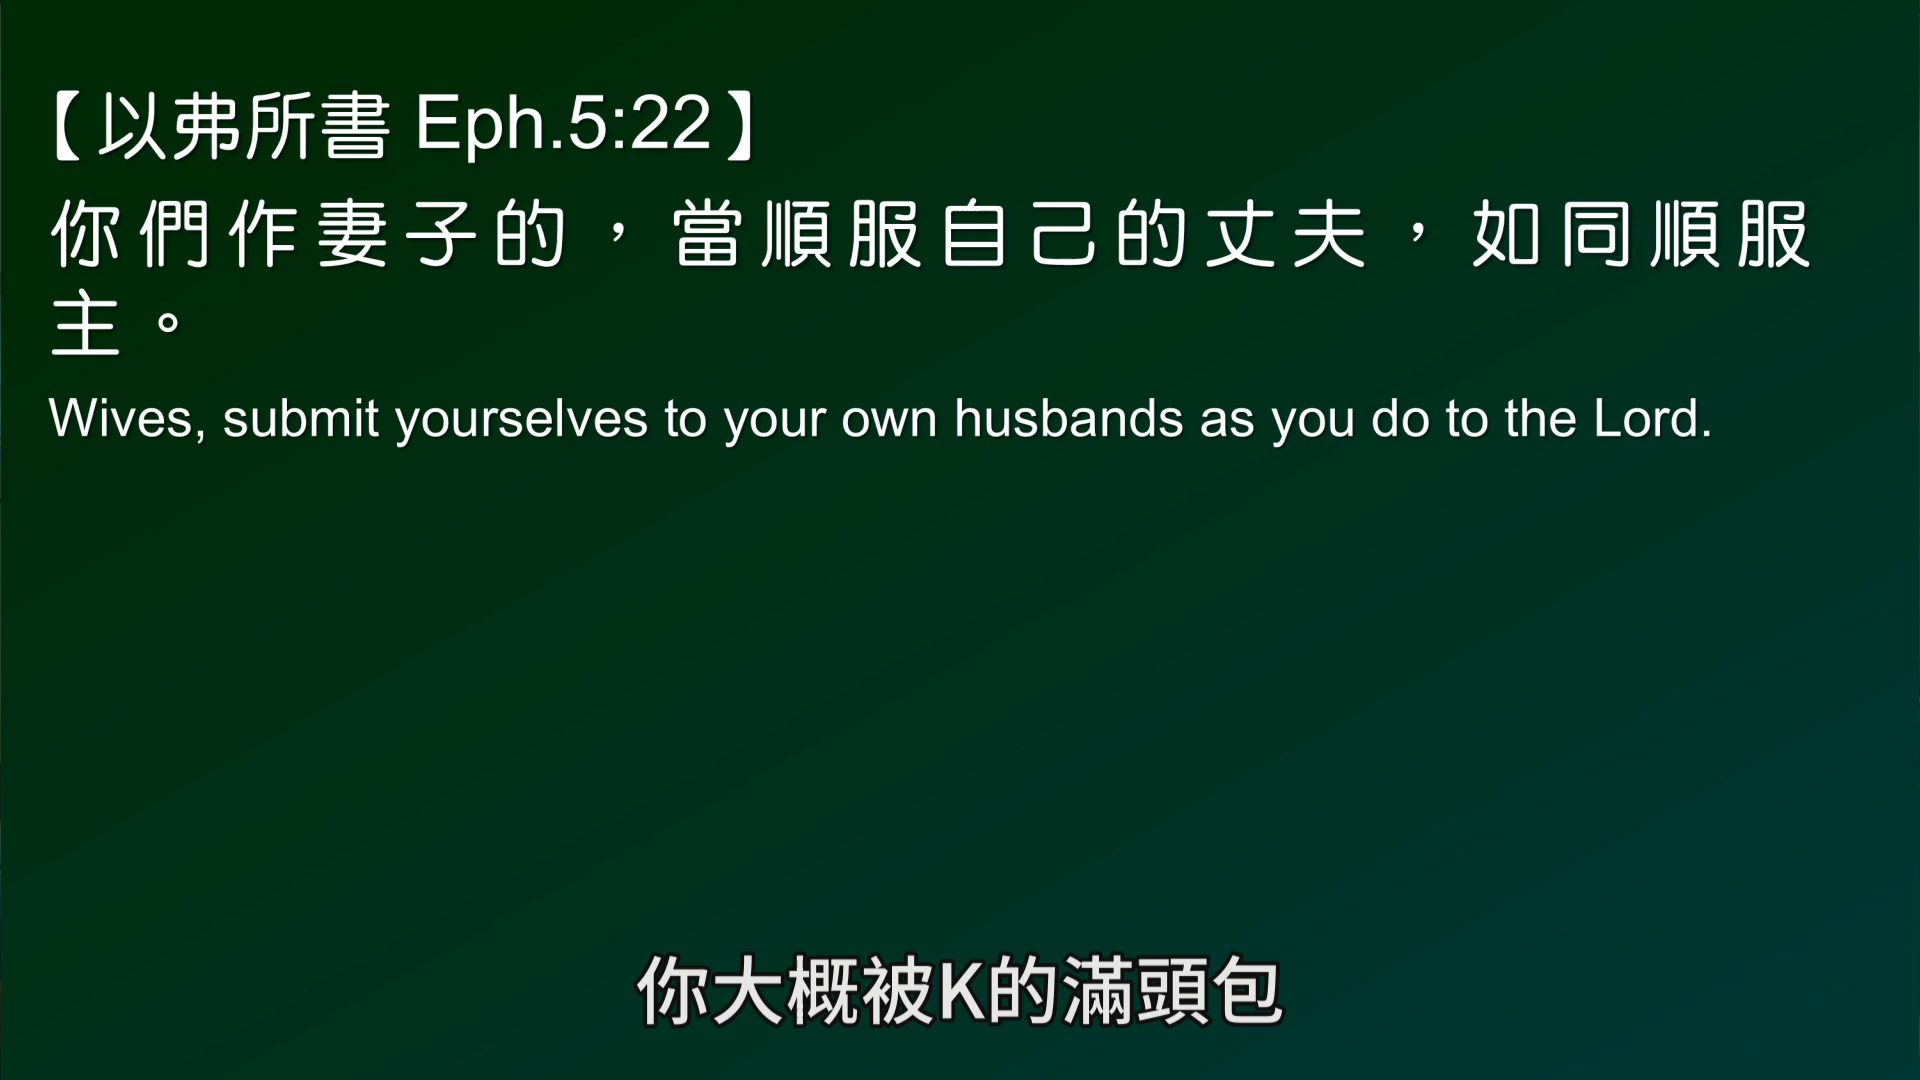 【以弗所書 Eph.5:22】
你們作妻子的，當順服自己的丈夫，如同順服
主。
Wives, submit yourselves to your own husbands as you do to the Lord.
你大概被K的滿頭包